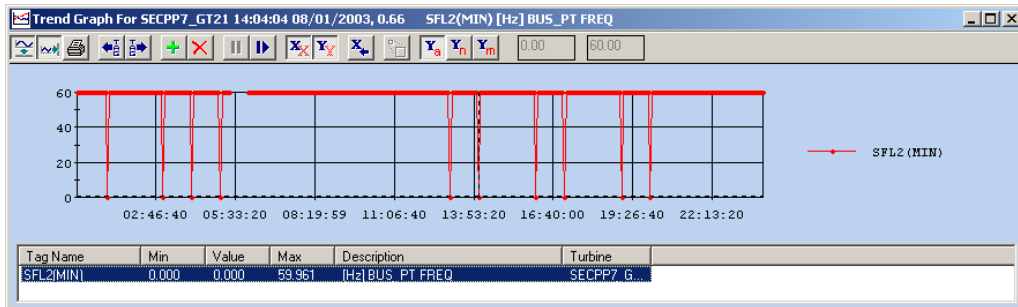 Trend Graph For SECPP7_GT21 14:04:04 08/01/2003, 0.66 SFL2(MIN) [Hz] BUS_PT FREQ
X X Y Y X Ya Yn Ym 0.00 60.00
60
40
20
0
SFL2(MIN)
02:46:40 05:33:20 08:19:59 11:06:40 13:53:20 16:40:00 19:26:40 22:13:20
Tag Name Min Value Max Description Turbine
SFL2(MIN) 0.000 0.000 59.961 [Hz] BUS_PT FREQ SECPP7_G...